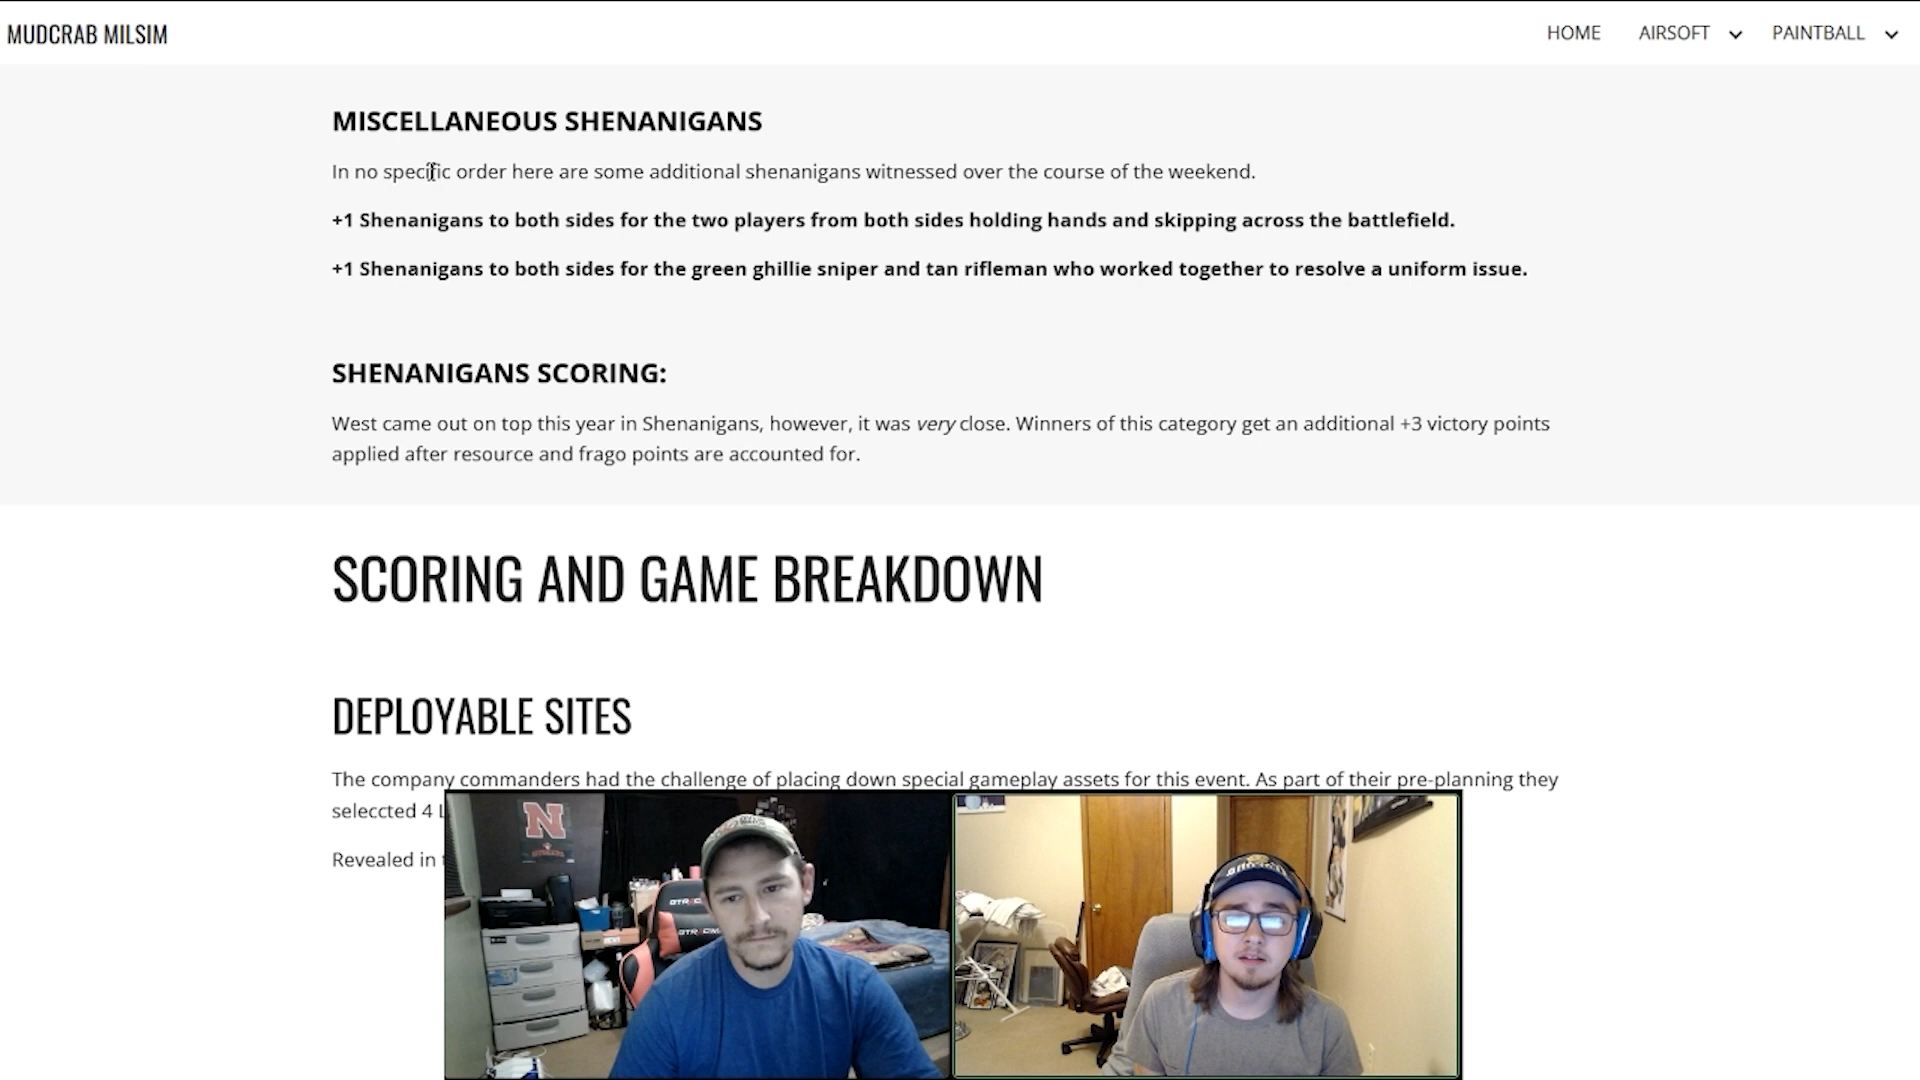 MUDCRAB MILSIM
HOME AIRSOFT PAINTBALL
MISCELLANEOUS SHENANIGANS
In no specific order here are some additional shenanigans witnessed over the course of the weekend.
+1 Shenanigans to both sides for the two players from both sides holding hands and skipping across the battlefield.
+1 Shenanigans to both sides for the green ghillie sniper and tan rifleman who worked together to resolve a uniform issue.
SHENANIGANS SCORING:
West came out on top this year in Shenanigans, however, it was very close. Winners of this category get an additional +3 victory points
applied after resource and frago points are accounted for.
SCORING AND GAME BREAKDOWN
DEPLOYABLE SITES
The company commanders had the challenge of placing down special gameplay assets for this event. As part of their pre-planning they
seleccted 4
Revealed in
N